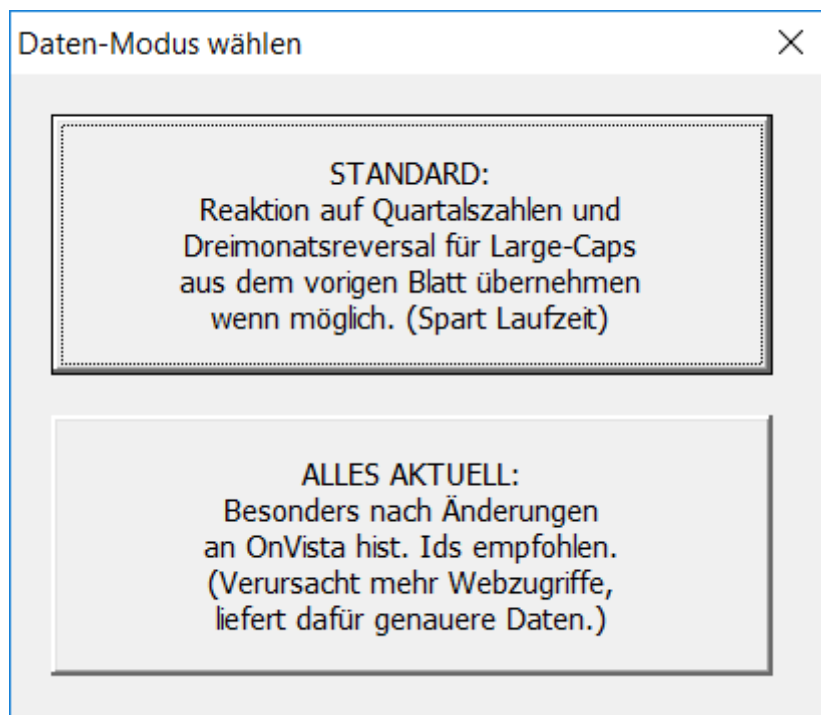 Daten-Modus wählen
STANDARD:
Reaktion auf Quartalszahlen und
Dreimonatsreversal für Large-Caps
aus dem vorigen Blatt übernehmen
wenn möglich. (Spart Laufzeit)
ALLES AKTUELL:
Besonders nach Änderungen
an OnVista hist. Ids empfohlen.
(Verursacht mehr Webzugriffe,
liefert dafür genauere Daten.)